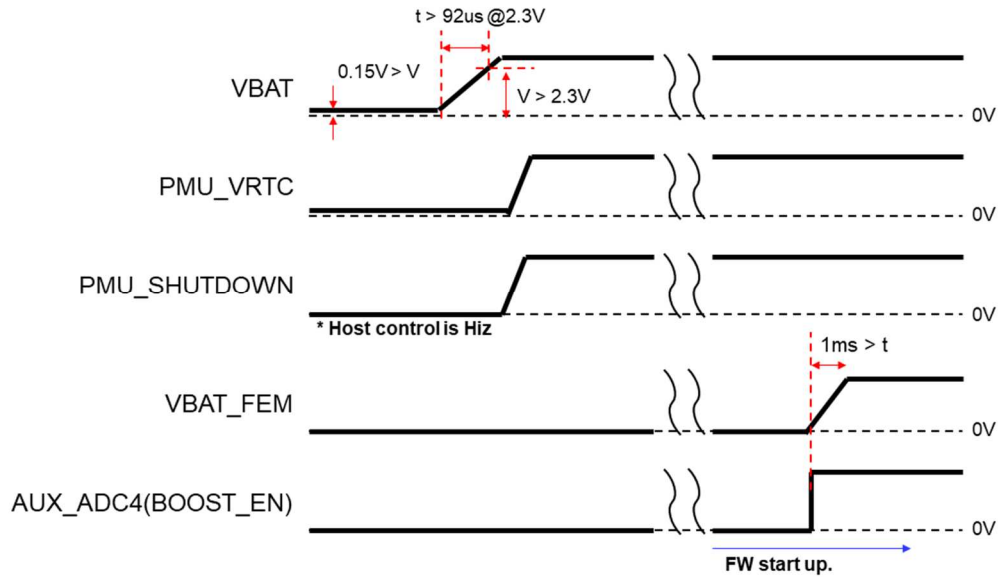 t > 92us @2.3V
0.15V > V
VBAT
V > 2.3V
0V
PMU_VRTC
0V
PMU_SHUTDOWN
0V
* Host control is Hiz
1ms > t
VBAT_FEM
0V
AUX_ADC4(BOOST_EN)
0V
FW start up.